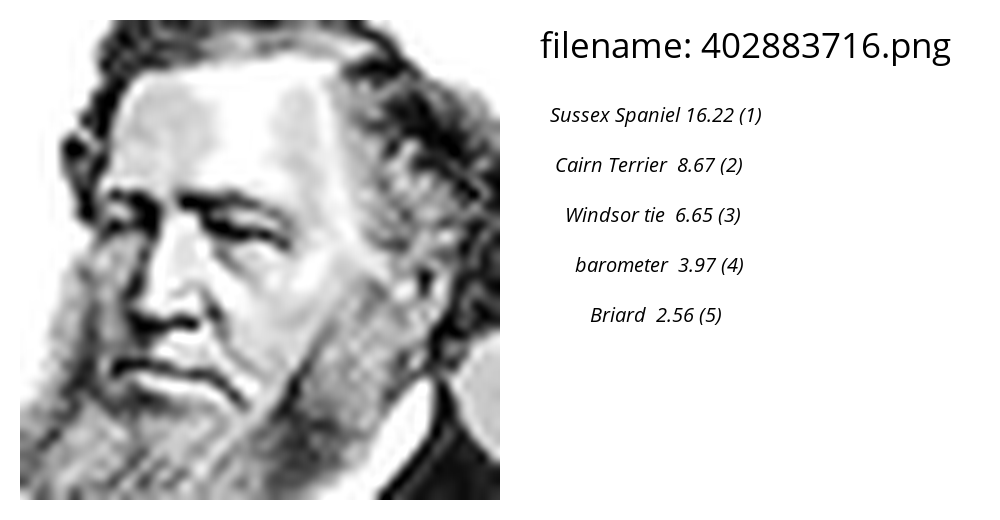 filename: 402883716.png
Sussex Spaniel 16.22 (1)
Cairn Terrier 8.67 (2)
Windsor tie 6.65 (3)
barometer 3.97 (4)
Briard 2.56 (5)